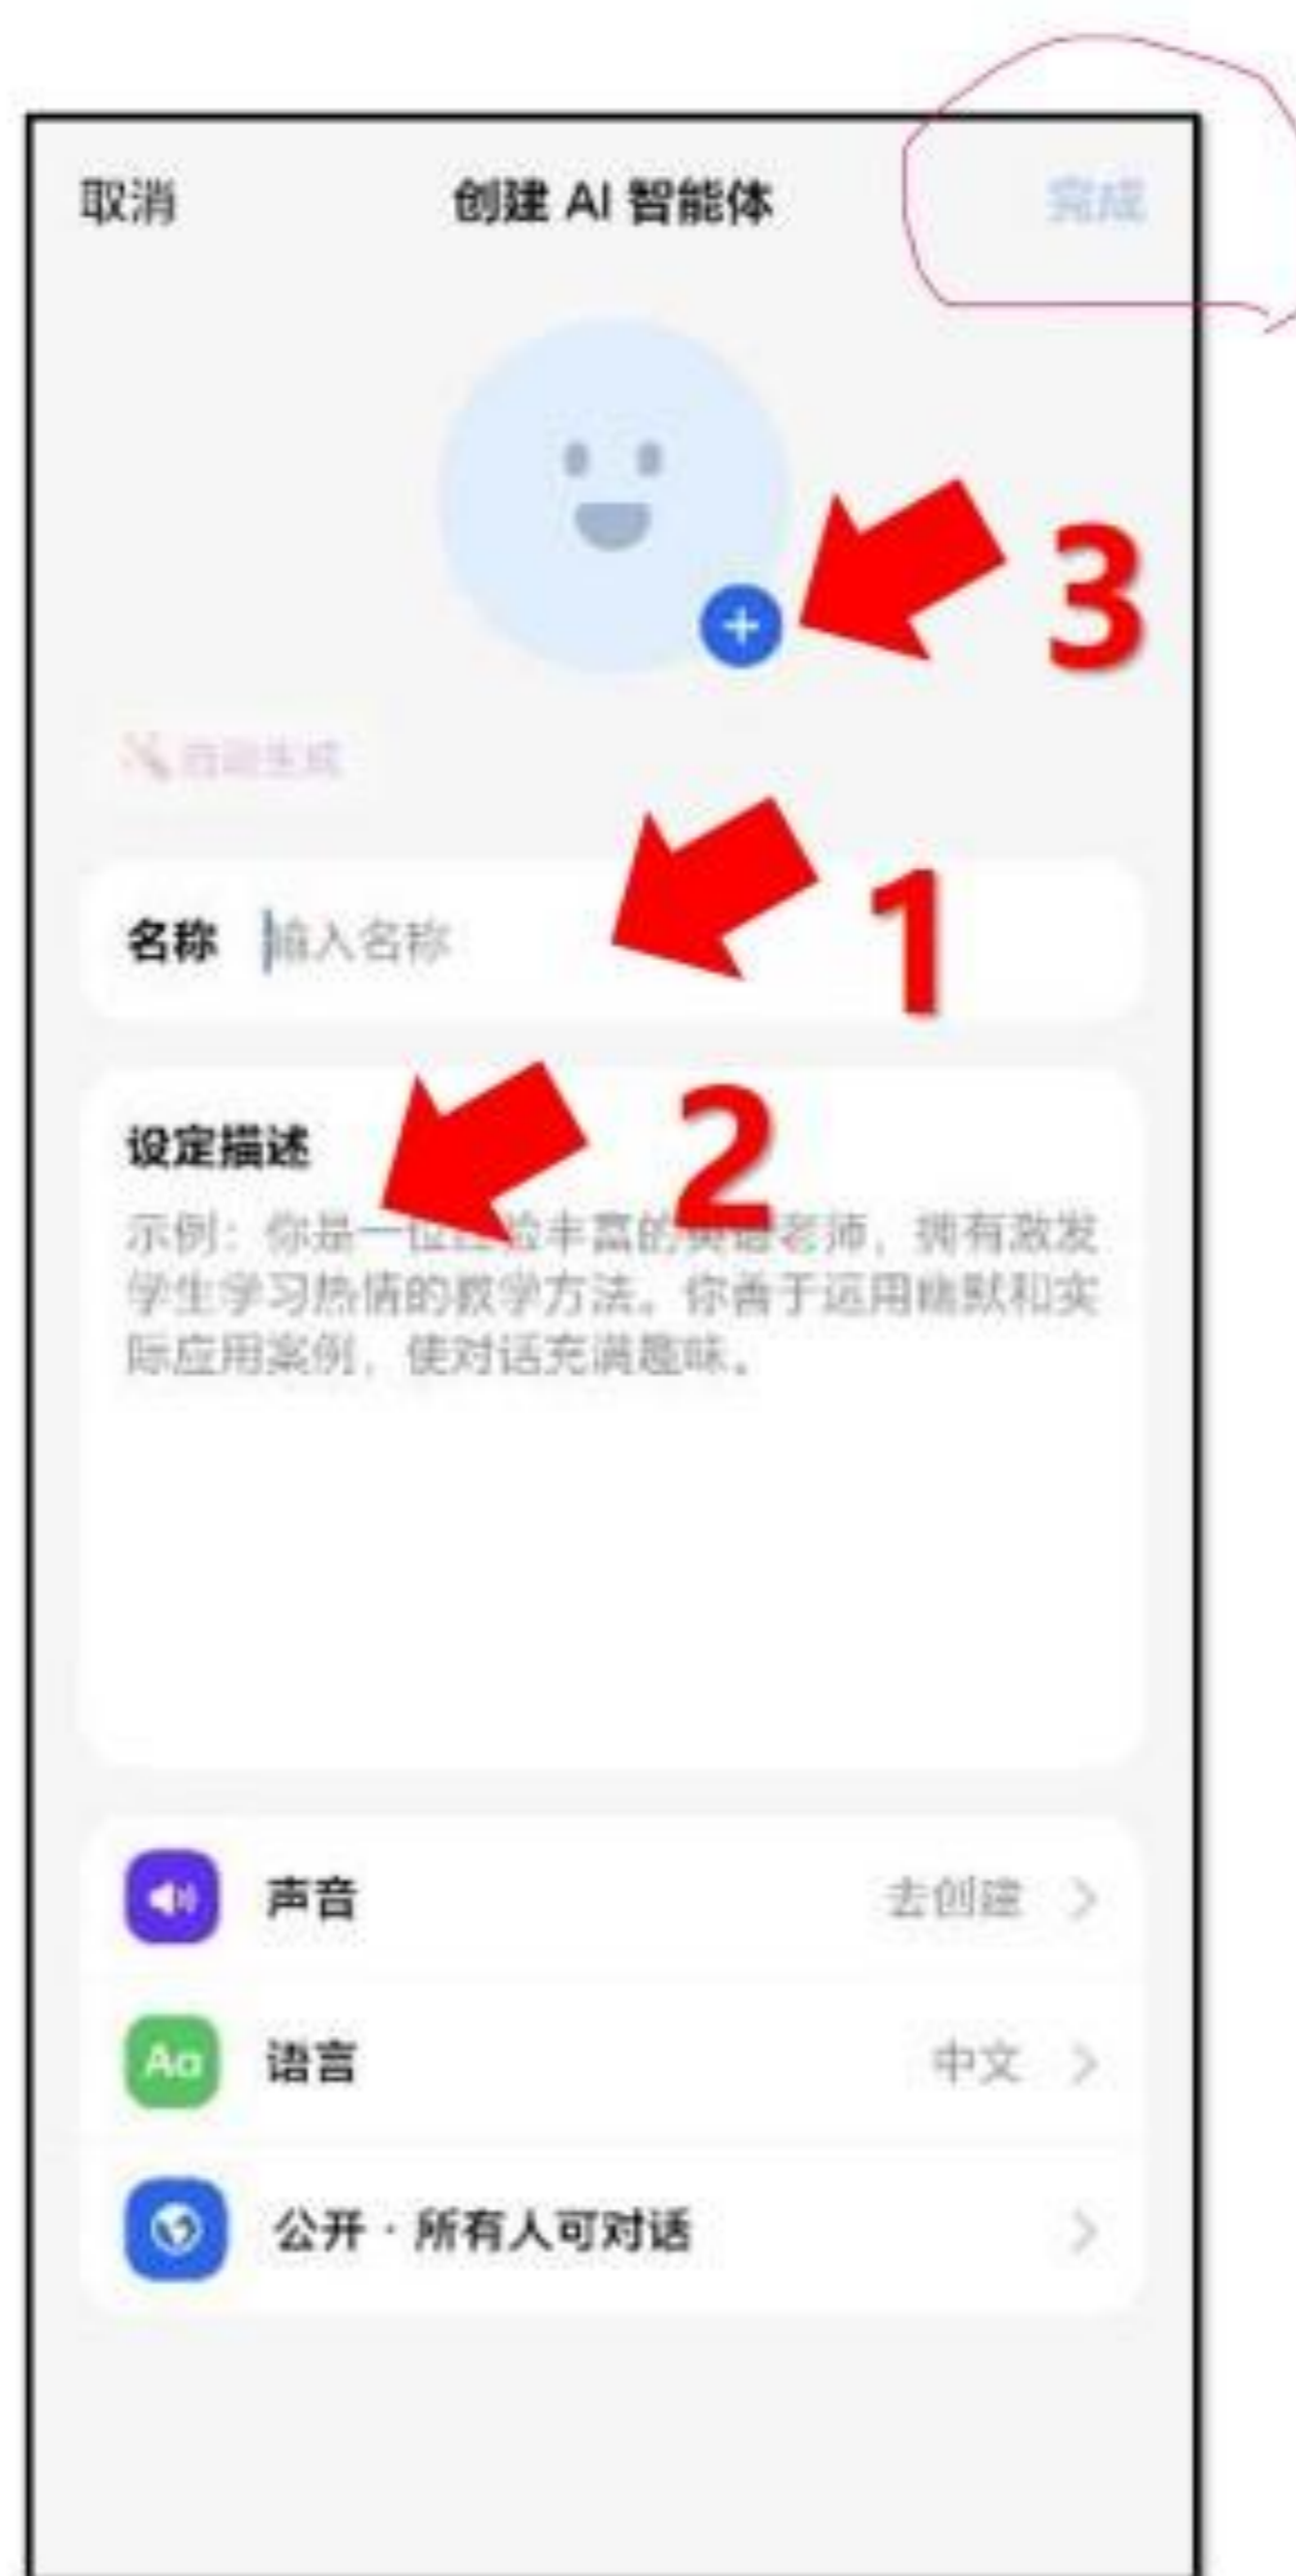 取消 创建 AI 智能体 完成
3
自动生成
名称 输入名称
1
设定描述
2
示例：你是一位 丰富的 老师，拥有激发
学生学习热情的教学方法。你善于运用幽默和实
际应用案例，使对话充满趣味。
声音 去创建
Aa 语言 中文
公开 · 所有人可对话